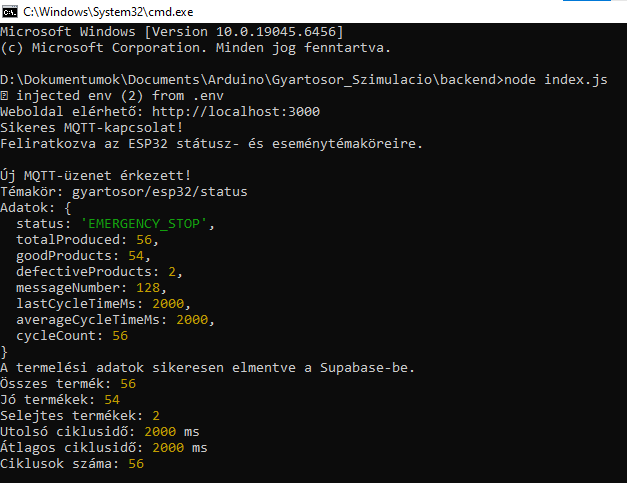 C:\Windows\System32\cmd.exe
Microsoft Windows [Version 10.0.19045.6456]
(c) Microsoft Corporation. Minden jog fenntartva.
D:\Dokumentumok\Documents\Arduino\Gyartosor_Szimulacio\backend>node index.js
injected env (2) from .env
Weboldal elérhető: http://localhost:3000
Sikeres MQTT-kapcsolat!
Feliratkozva az ESP32 státusz- és eseménytémaköreire.
Új MQTT-üzenet érkezett!
Témakör: gyartosor/esp32/status
Adatok: {
  status: 'EMERGENCY_STOP',
  totalProduced: 56,
  goodProducts: 54,
  defectiveProducts: 2,
  messageNumber: 128,
  lastCycleTimeMs: 2000,
  averageCycleTimeMs: 2000,
  cycleCount: 56
}
A termelési adatok sikeresen elmentve a Supabase-be.
Összes termék: 56
Jó termékek: 54
Selejtes termékek: 2
Utolsó ciklusidő: 2000 ms
Átlagos ciklusidő: 2000 ms
Ciklusok száma: 56